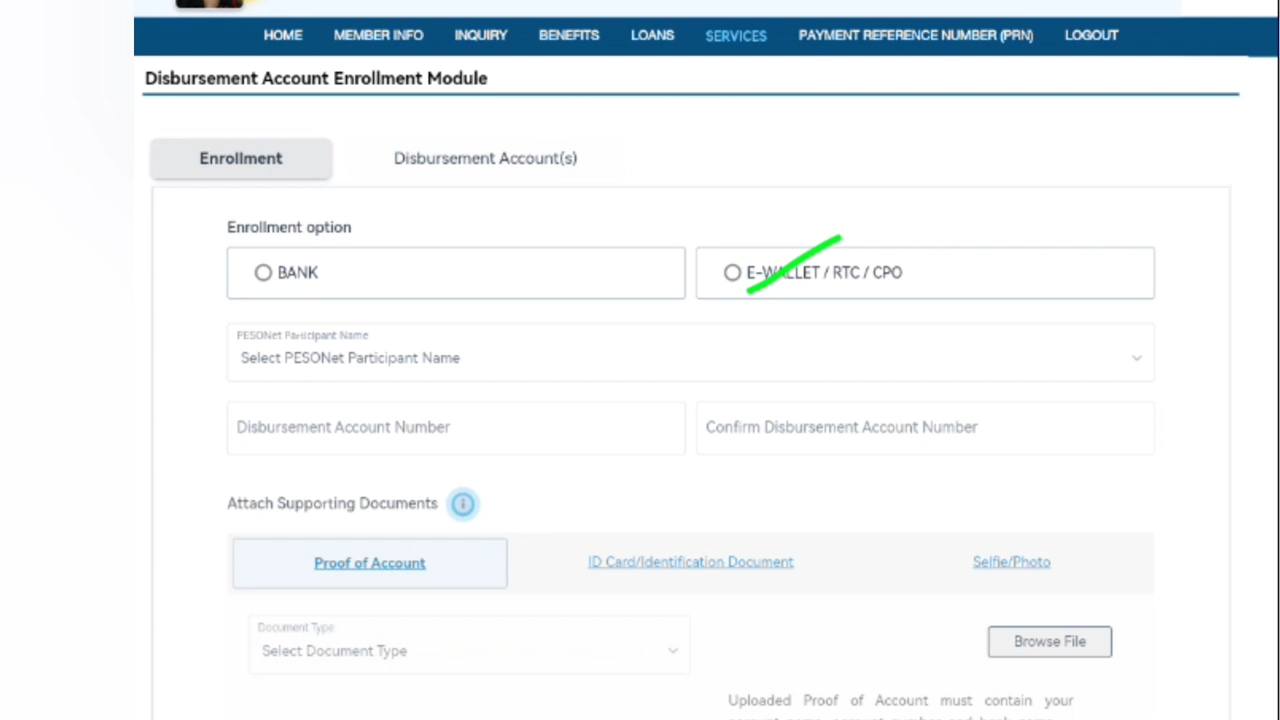 HOME MEMBER INFO INQUIRY BENEFITS LOANS SERVICES PAYMENT REFERENCE NUMBER (PRN) LOGOUT
Disbursement Account Enrollment Module
Enrollment Disbursement Account(s)
Enrollment option
BANK E-WALLET / RTC / CPO
PESONet Participant Name
Select PESONet Participant Name
Disbursement Account Number Confirm Disbursement Account Number
Attach Supporting Documents
Proof of Account ID Card/Identification Document Selfie/Photo
Document Type
Select Document Type Browse File
Uploaded Proof of Account must contain your